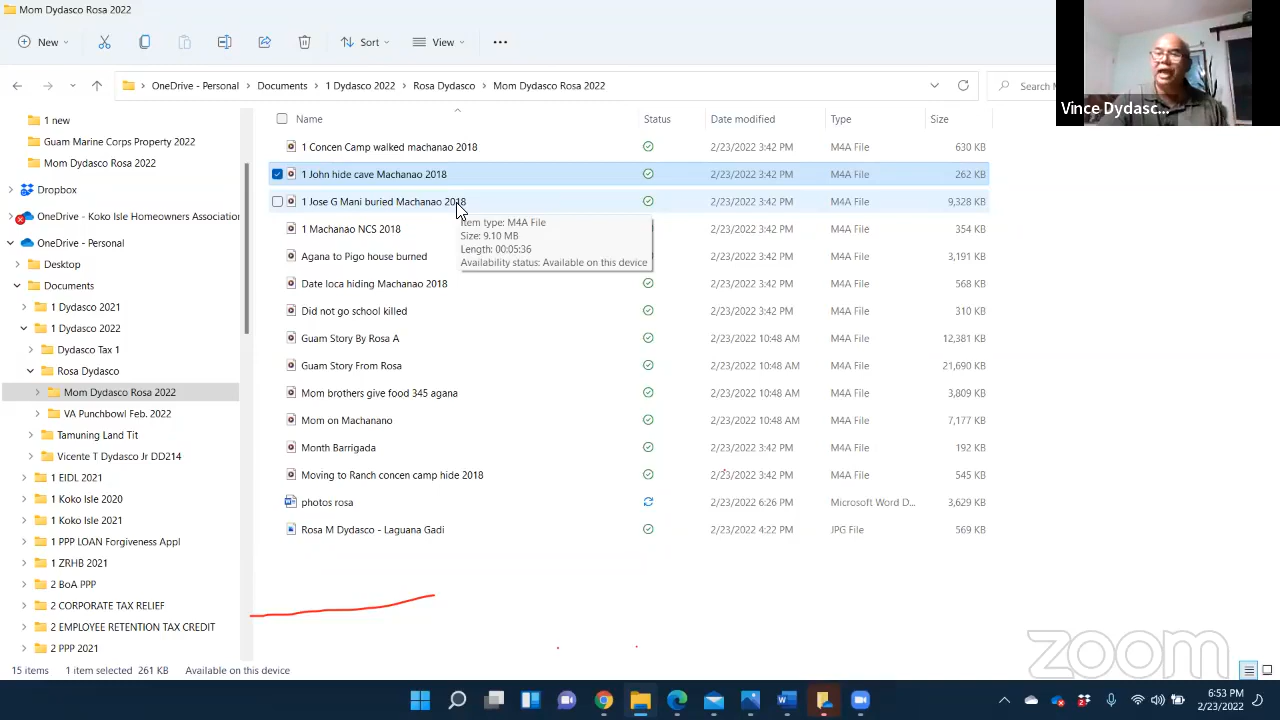 Mom Dydasco Rosa 2022
New Sort View
OneDrive - Personal Documents 1 Dydasco 2022 Rosa Dydasco Mom Dydasco Rosa 2022 Search
Vince Dydasc...
1 new
Guam Marine Corps Property 2022
Mom Dydasco Rosa 2022
Dropbox
OneDrive - Koko Isle Homeowners Association
OneDrive - Personal
Desktop
Documents
1 Dydasco 2021
1 Dydasco 2022
Dydasco Tax 1
Rosa Dydasco
Mom Dydasco Rosa 2022
VA Punchbowl Feb. 2022
Tamuning Land Tit
Vicente T Dydasco Jr DD214
1 EIDL 2021
1 Koko Isle 2020
1 Koko Isle 2021
1 PPP LOAN Forgiveness Appl
1 ZRHB 2021
2 BoA PPP
2 CORPORATE TAX RELIEF
2 EMPLOYEE RETENTION TAX CREDIT
2 PPP 2021
Name Status Date modified Type Size
1 Concen Camp walked machanao 2018 2/23/2022 3:42 PM M4A File 630 KB
1 John hide cave Machanao 2018 2/23/2022 3:42 PM M4A File 262 KB
1 Jose G Mani buried Machanao 2018 2/23/2022 3:42 PM M4A File 9,328 KB
1 Machanao NCS 2018 2/23/2022 3:42 PM M4A File 354 KB
Agana to Pigo house burned 2/23/2022 3:42 PM M4A File 3,191 KB
Date loca hiding Machanao 2018 2/23/2022 3:42 PM M4A File 568 KB
Did not go school killed 2/23/2022 3:42 PM M4A File 310 KB
Guam Story By Rosa A 2/23/2022 10:48 AM M4A File 12,381 KB
Guam Story From Rosa 2/23/2022 10:48 AM M4A File 21,690 KB
Mom brothers give food 345 agana 2/23/2022 10:48 AM M4A File 3,809 KB
Mom on Machanano 2/23/2022 10:48 AM M4A File 7,177 KB
Month Barrigada 2/23/2022 3:42 PM M4A File 192 KB
Moving to Ranch concen camp hide 2018 2/23/2022 3:42 PM M4A File 545 KB
photos rosa 2/23/2022 6:26 PM Microsoft Word D... 3,629 KB
Rosa M Dydasco - Laguana Gadi 2/23/2022 4:22 PM JPG File 569 KB
Item type: M4A File
Size: 9.10 MB
Length: 00:05:36
Availability status: Available on this device
zoom
15 items 1 item selected 261 KB Available on this device
6:53 PM
2/23/2022